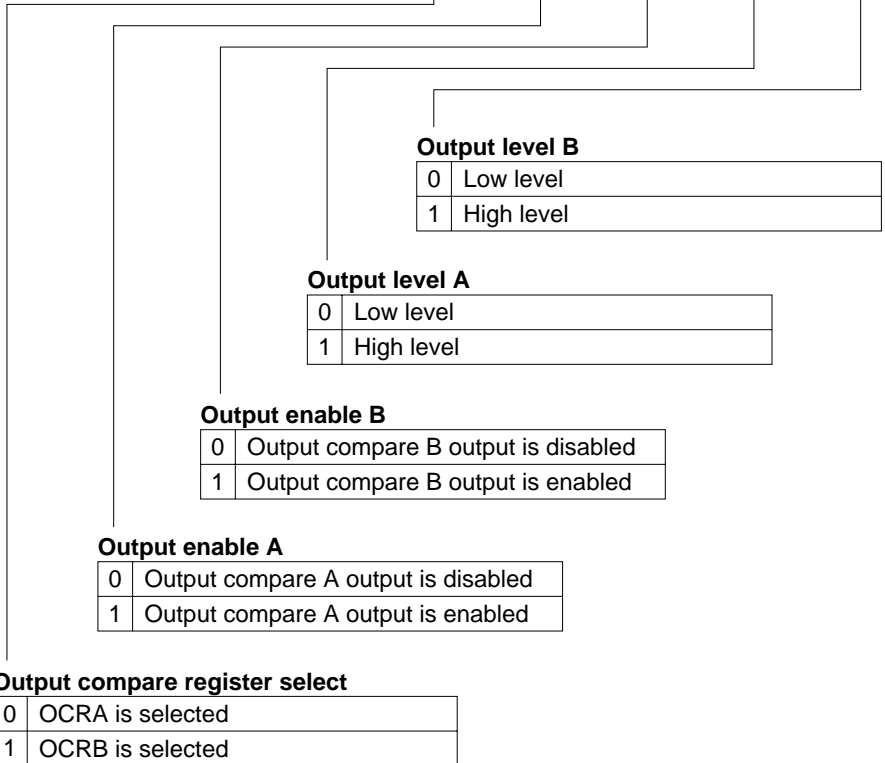 Output level B
0 Low level
1 High level
Output level A
0 Low level
1 High level
Output enable B
0 Output compare B output is disabled
1 Output compare B output is enabled
Output enable A
0 Output compare A output is disabled
1 Output compare A output is enabled
Output compare register select
0 OCRA is selected
1 OCRB is selected